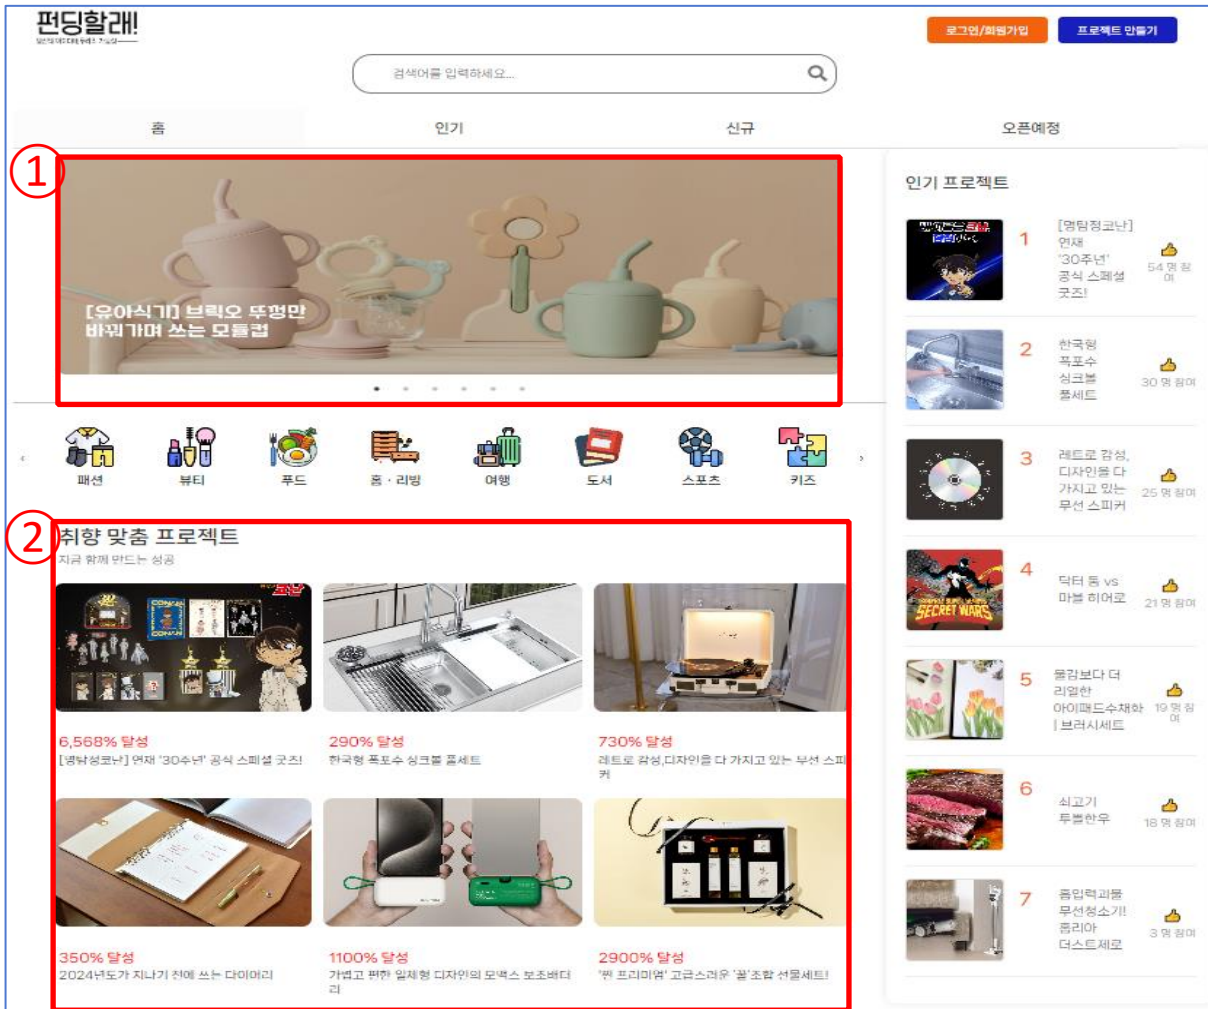 펀딩할래!
로그인/회원가입
프로젝트 만들기
검색어를 입력하세요...
홈
인기
신규
오픈예정
①
[유아식기] 브릭오 뚜껑만
바꿔가며 쓰는 모듈컵
패션
뷰티
푸드
홈 · 리빙
여행
도서
스포츠
키즈
②
취향 맞춤 프로젝트
지금 함께 만드는 성공
6,568% 달성
[명탐정코난] 연재 '30주년' 공식 스페셜 굿즈!
290% 달성
한국형 폭포수 싱크볼 풀세트
730% 달성
레트로 감성,디자인을 다 가지고 있는 무선 스피
커
350% 달성
2024년도가 지나기 전에 쓰는 다이어리
1100% 달성
가볍고 편한 일체형 디자인의 모맥스 보조배터
리
2900% 달성
'찐 프리미엄' 고급스러운 '꿀'조합 선물세트!
인기 프로젝트
1
[명탐정코난]
연재
'30주년'
공식 스페셜
굿즈!
54 명 참
여
2
한국형
폭포수
싱크볼
풀세트
30 명 참여
3
레트로 감성,
디자인을 다
가지고 있는
무선 스피커
25 명 참여
SECRET WARS
4
닥터 둠 vs
마블 히어로
21 명 참여
5
물감보다 더
리얼한
아이패드수채화
| 브러시세트
19 명 참
여
6
쇠고기
투쁠한우
명 참여
7
흡입력괴물
무선청소기!
홈리아
더스트제로
3 명 참여